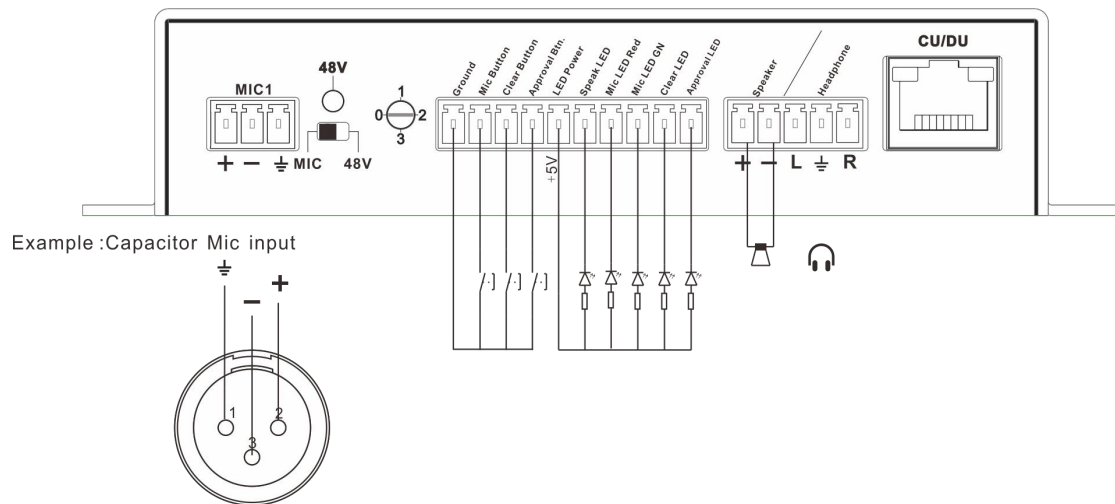 CU/DU
48V
MIC1
1
0 2
3
Ground
Mic Button
Clear Button
Approval Btn.
LED Power
Speak LED
Mic LED Red
Mic LED GN
Clear LED
Approval LED
Speaker
Headphone
+ −
MIC 48V
+5V
+ − L R
Example :Capacitor Mic input
− +
1 2
3